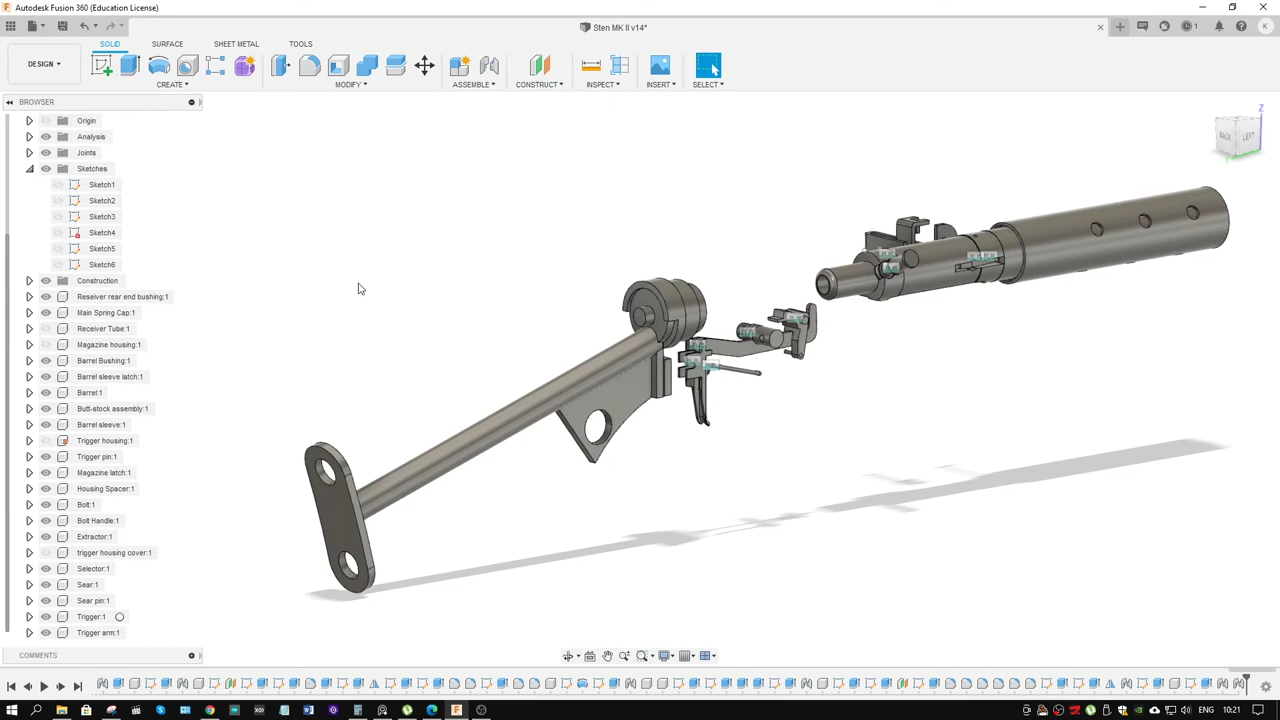 Autodesk Fusion 360 (Education License)
Sten MK II v14*
1
K
SOLID
SURFACE
SHEET METAL
TOOLS
DESIGN
CREATE
MODIFY
ASSEMBLE
CONSTRUCT
INSPECT
INSERT
SELECT
BROWSER
Z
BACK
LEFT
Origin
Analysis
Joints
Sketches
Sketch1
Sketch2
Sketch3
Sketch4
Sketch5
Sketch6
Construction
Reseiver rear end bushing:1
Main Spring Cap:1
Receiver Tube:1
Magazine housing:1
Barrel Bushing:1
Barrel sleeve latch:1
Barrel:1
Butt-stock assembly:1
Barrel sleeve:1
Trigger housing:1
Trigger pin:1
Magazine latch:1
Housing Spacer:1
Bolt:1
Bolt Handle:1
Extractor:1
trigger housing cover:1
Selector:1
Sear:1
Sear pin:1
Trigger:1
Trigger arm:1
COMMENTS
ENG
10:21